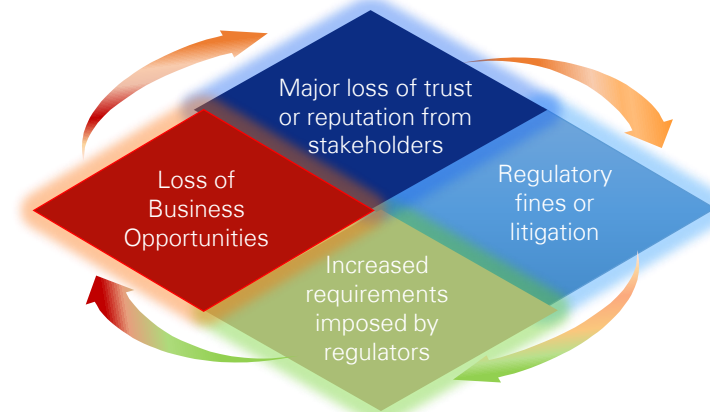 Major loss of trust
or reputation from
stakeholders
Regulatory
fines or
litigation
Loss of
Business
Opportunities
Increased
requirements
imposed by
regulators